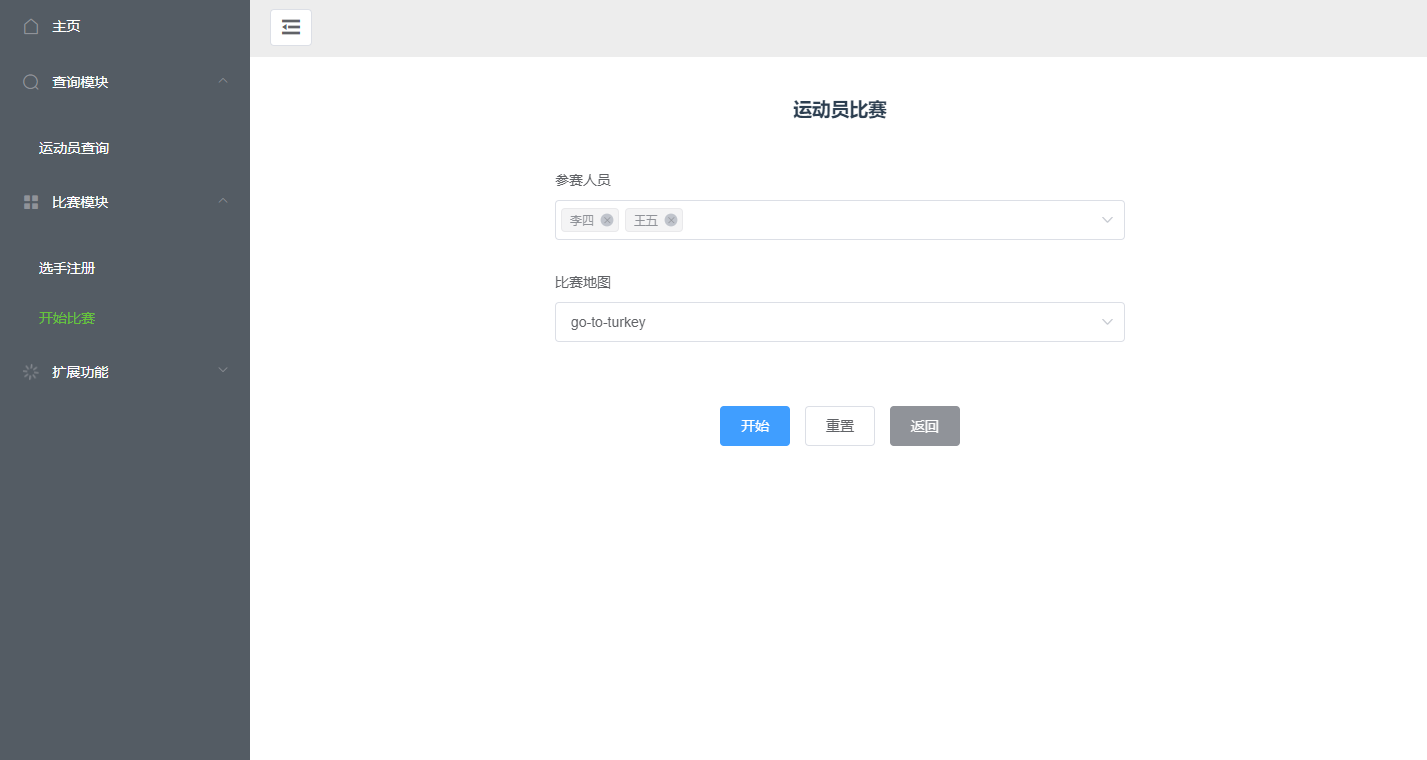 主页
查询模块
运动员查询
比赛模块
选手注册
开始比赛
扩展功能
运动员比赛
参赛人员
李四 王五
比赛地图
go-to-turkey
开始 重置 返回